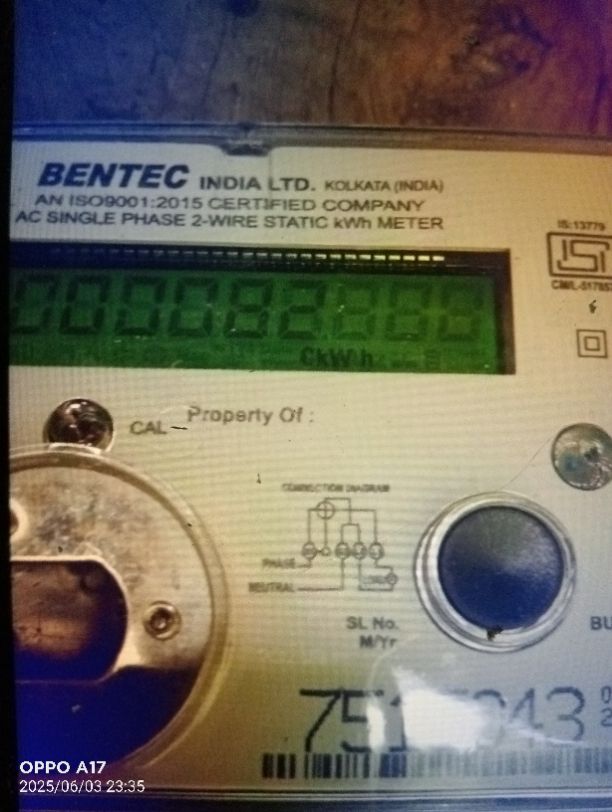 BENTEC INDIA LTD. KOLKATA (INDIA)
AN ISO9001:2015 CERTIFIED COMPANY
AC SINGLE PHASE 2-WIRE STATIC kWh METER
IS:13779
ISI
CkWh
CAL
Property Of :
CONNECTION DIAGRAM
PHASE
NEUTRAL
LOAD
SL No.
M/Yr
OPPO A17
2025/06/03 23:35